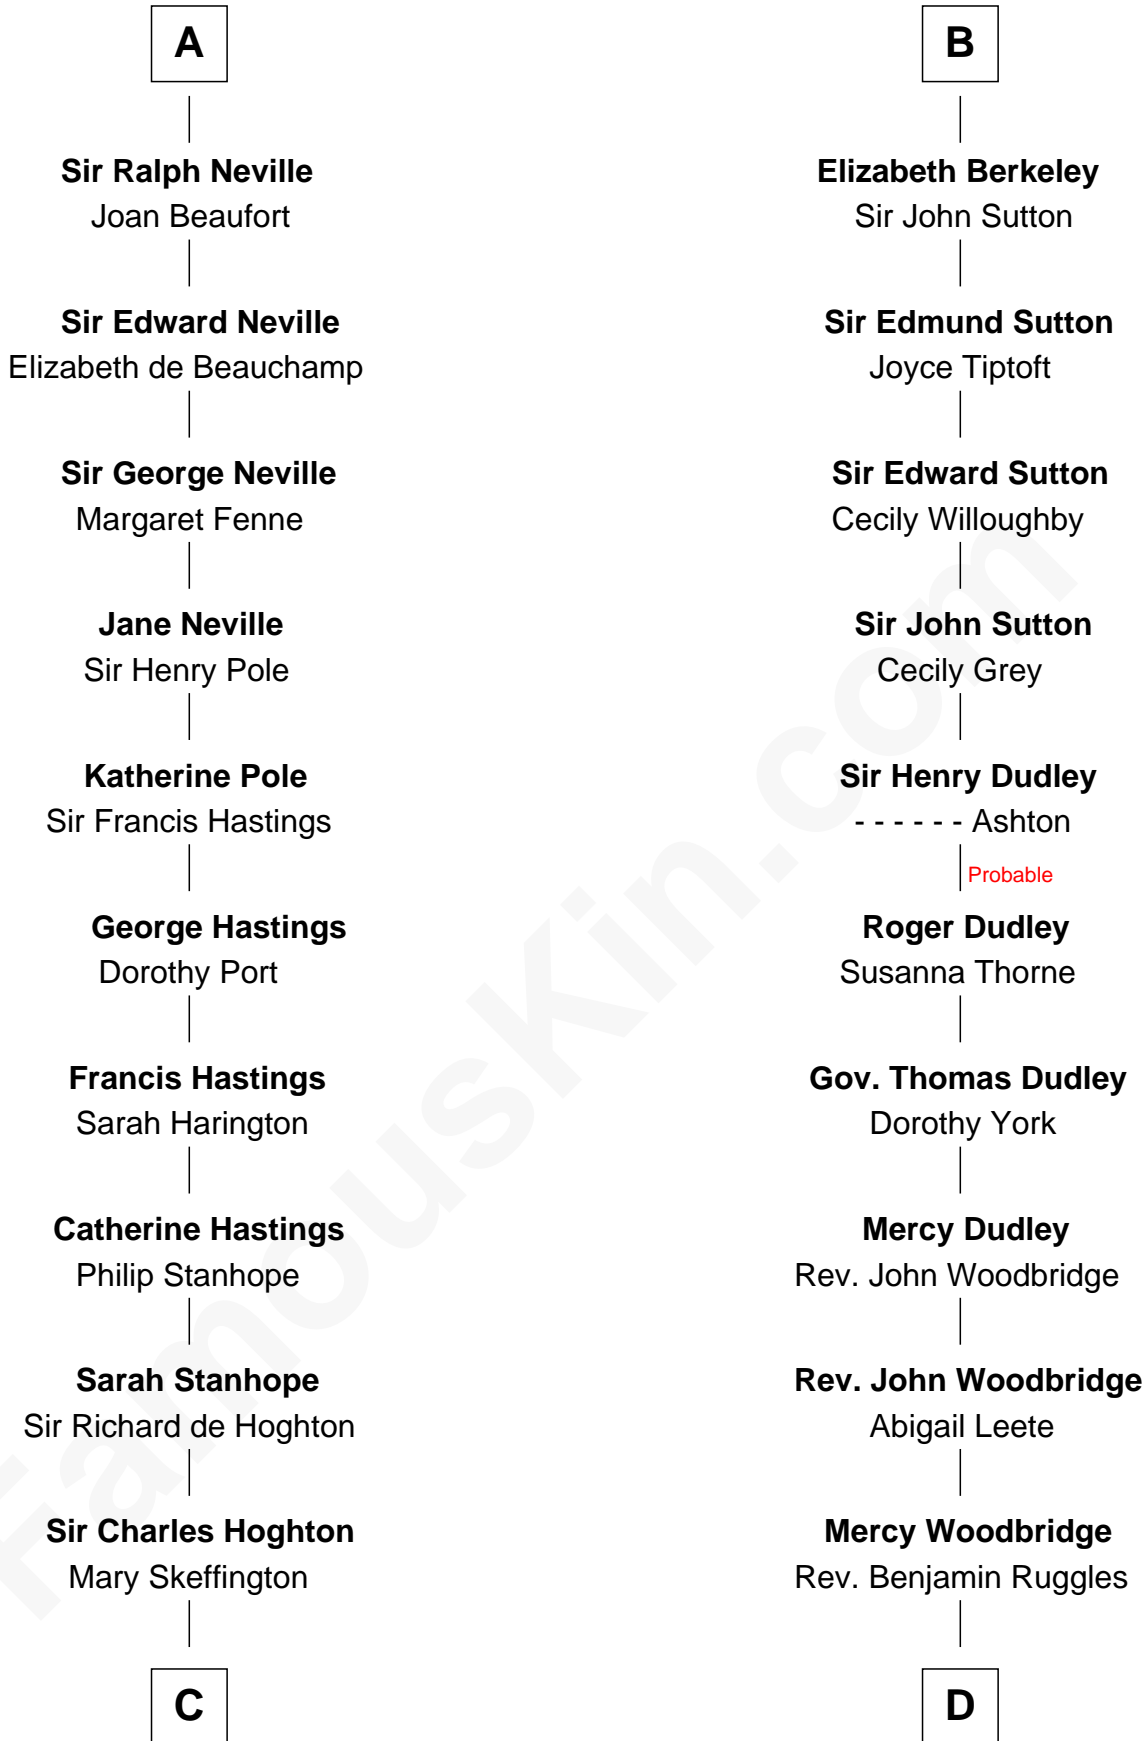 A
Sir Ralph Neville
Joan Beaufort
Sir Edward Neville
Elizabeth de Beauchamp
Sir George Neville
Margaret Fenne
Jane Neville
Sir Henry Pole
Katherine Pole
Sir Francis Hastings
George Hastings
Dorothy Port
Francis Hastings
Sarah Harington
Catherine Hastings
Philip Stanhope
Sarah Stanhope
Sir Richard de Hoghton
Sir Charles Hoghton
Mary Skeffington
C
B
Elizabeth Berkeley
Sir John Sutton
Sir Edmund Sutton
Joyce Tiptoft
Sir Edward Sutton
Cecily Willoughby
Sir John Sutton
Cecily Grey
Sir Henry Dudley
- - - - - - Ashton
Probable
Roger Dudley
Susanna Thorne
Gov. Thomas Dudley
Dorothy York
Mercy Dudley
Rev. John Woodbridge
Rev. John Woodbridge
Abigail Leete
Mercy Woodbridge
Rev. Benjamin Ruggles
D
FamousKin.com